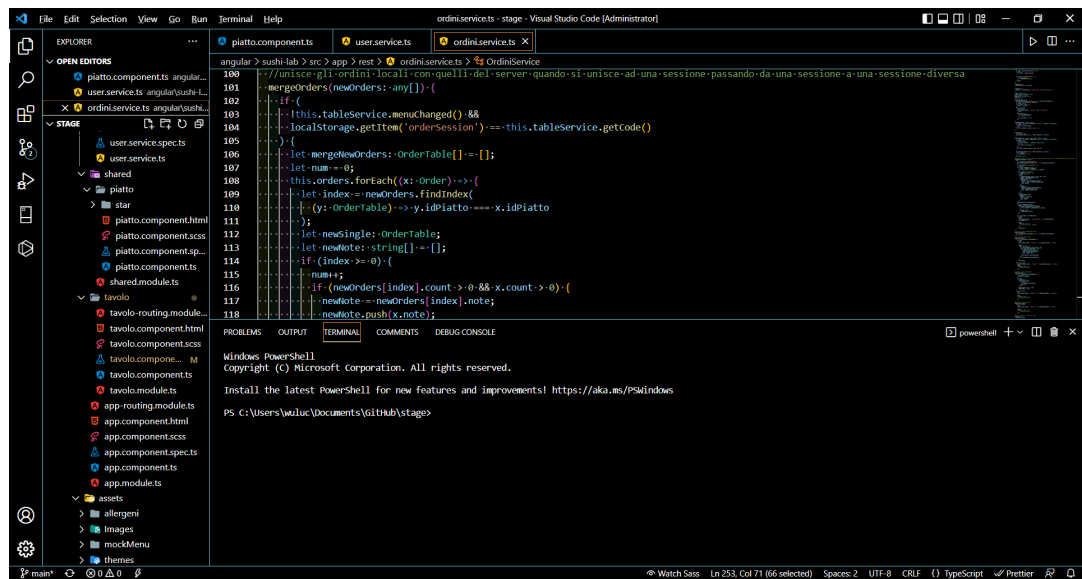 File Edit Selection View Go Run Terminal Help ordini.service.ts - stage - Visual Studio Code [Administrator]
EXPLORER
OPEN EDITORS
piatto.component.ts angular...
user.service.ts angular\sushi-l...
ordini.service.ts angular\sushi...
STAGE
user.service.spec.ts
user.service.ts
shared
piatto
star
piatto.component.html
piatto.component.scss
piatto.component.sp...
piatto.component.ts
shared.module.ts
tavolo
tavolo-routing.module...
tavolo.component.html
tavolo.component.scss
tavolo.compone... M
tavolo.component.ts
tavolo.module.ts
app-routing.module.ts
app.component.html
app.component.scss
app.component.spec.ts
app.component.ts
app.module.ts
assets
allergeni
Images
mockMenu
themes
2
piatto.component.ts user.service.ts ordini.service.ts
angular > sushi-lab > src > app > rest > ordini.service.ts > OrdiniService
100 //unisce gli ordini locali con quelli del server quando si unisce ad una sessione passando da una sessione a una sessione diversa
101 mergeOrders(newOrders: any[]) {
102 if (
103 !this.tableService.menuChanged() &&
104 localStorage.getItem('orderSession') == this.tableService.getCode()
105 ) {
106 let mergeNewOrders: OrderTable[] = [];
107 let num = 0;
108 this.orders.forEach((x: Order) => {
109 let index = newOrders.findIndex(
110 (y: OrderTable) => y.idPiatto === x.idPiatto
111 );
112 let newSingle: OrderTable;
113 let newNote: string[] = [];
114 if (index >= 0) {
115 num++;
116 if (newOrders[index].count > 0 && x.count > 0) {
117 newNote = newOrders[index].note;
118 newNote.push(x.note);
PROBLEMS OUTPUT TERMINAL COMMENTS DEBUG CONSOLE powershell
Windows PowerShell
Copyright (C) Microsoft Corporation. All rights reserved.
Install the latest PowerShell for new features and improvements! https://aka.ms/PSWindows
PS C:\Users\wuluc\Documents\GitHub\stage>
main* 0 0 Watch Sass Ln 253, Col 71 (66 selected) Spaces: 2 UTF-8 CRLF {} TypeScript Prettier